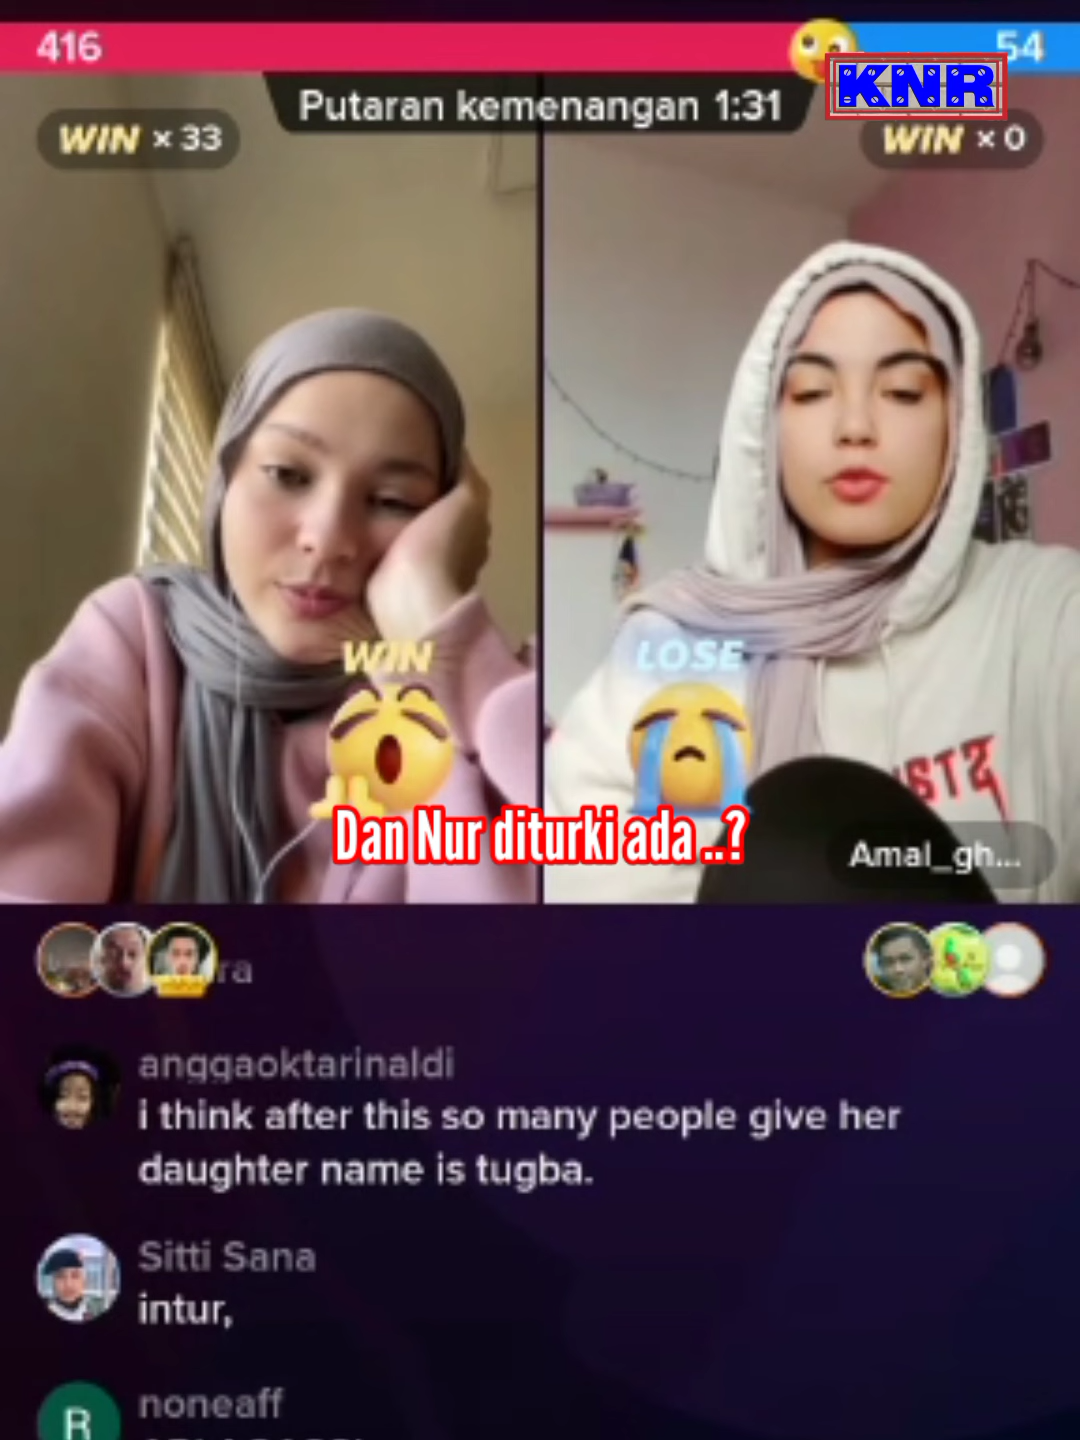 416
54
KNR
Putaran kemenangan 1:31
WIN × 33
WIN × 0
WIN
LOSE
Dan Nur diturki ada ..?
Amal_gh...
anggaoktarinaldi
i think after this so many people give her
daughter name is tugba.
Sitti Sana
intur,
R
noneaff